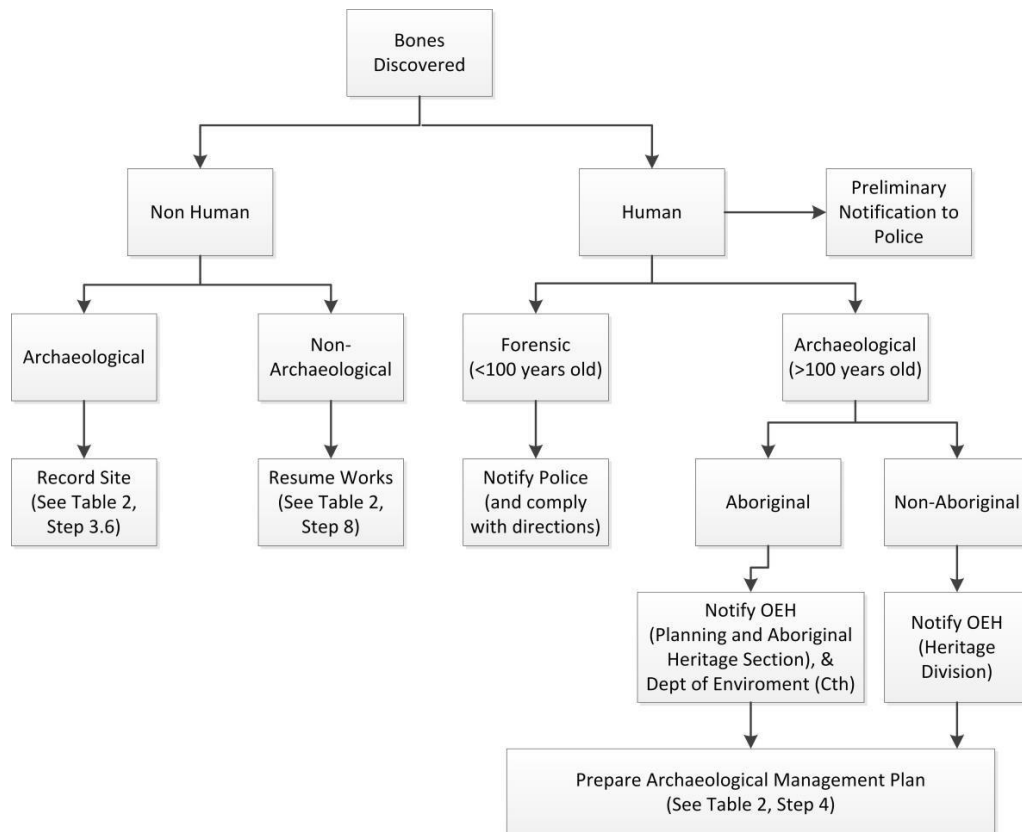 Bones
Discovered
Non Human
Human
Preliminary
Notification to
Police
Archaeological
Non-
Archaeological
Forensic
(<100 years old)
Archaeological
(>100 years old)
Record Site
(See Table 2,
Step 3.6)
Resume Works
(See Table 2,
Step 8)
Notify Police
(and comply
with directions)
Aboriginal
Non-Aboriginal
Notify OEH
(Planning and Aboriginal
Heritage Section), &
Dept of Enviroment (Cth)
Notify OEH
(Heritage
Division)
Prepare Archaeological Management Plan
(See Table 2, Step 4)